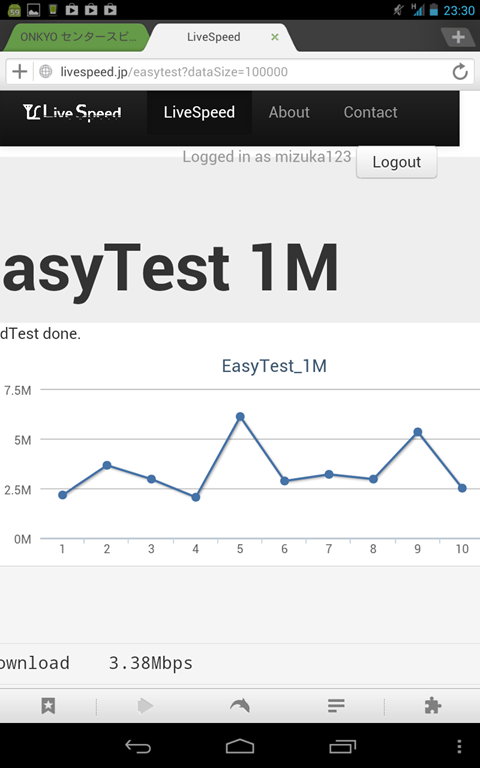 59 H 23:30
ONKYO センタースピ... LiveSpeed ×
livespeed.jp/easytest?dataSize=100000
Live Speed LiveSpeed About Contact
Logged in as mizuka123 Logout
asyTest 1M
dTest done.
EasyTest_1M
7.5M
5M
2.5M
0M
1 2 3 4 5 6 7 8 9 10
ownload 3.38Mbps